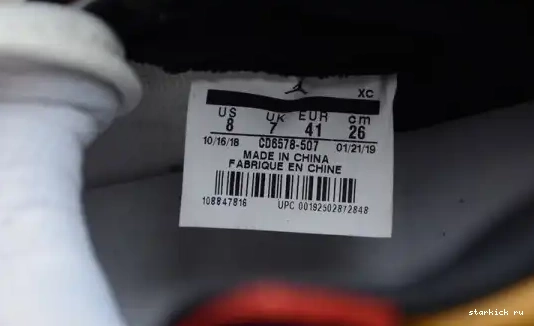 XC
US UK EUR cm
8 7 41 26
10/16/18 CD6578-507 01/21/19
MADE IN CHINA
FABRIQUE EN CHINE
108847816 UPC 00192502872848
starkick ru